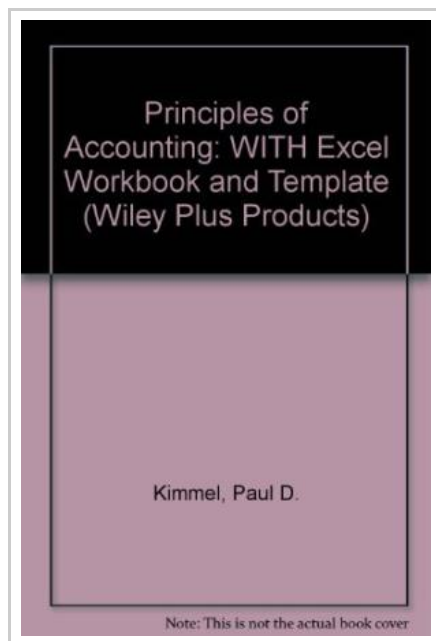 Principles of
Accounting: WITH Excel
Workbook and Template
(Wiley Plus Products)
Kimmel, Paul D.
Note: This is not the actual book cover